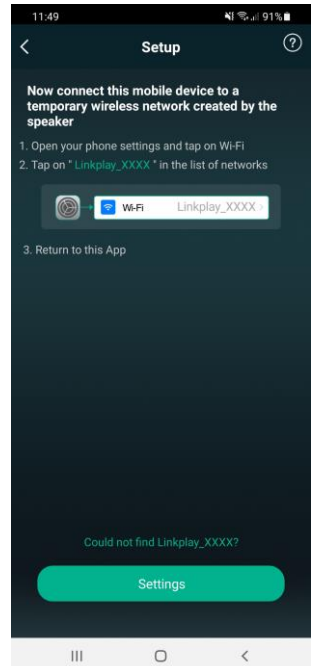 11:49
91%
Setup
?
Now connect this mobile device to a
temporary wireless network created by the
speaker
1. Open your phone settings and tap on Wi-Fi
2. Tap on " Linkplay_XXXX " in the list of networks
Wi-Fi Linkplay_XXXX
3. Return to this App
Could not find Linkplay_XXXX?
Settings